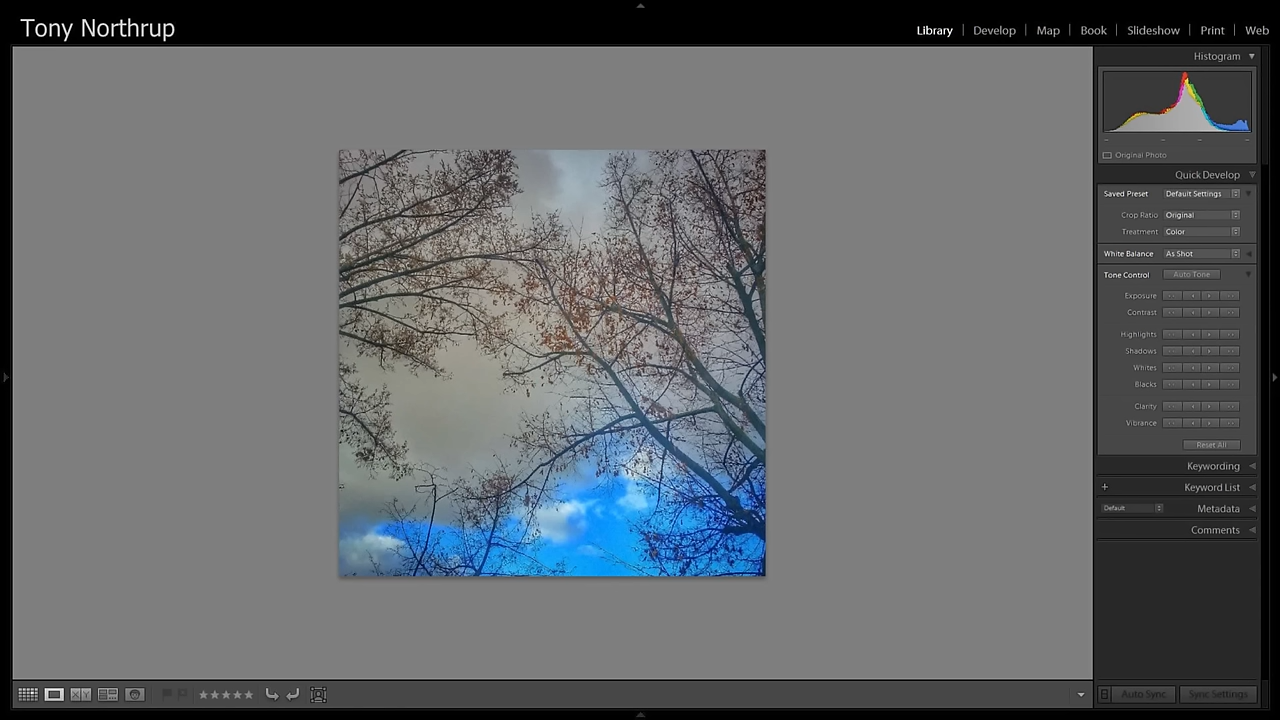 Tony Northrup
Library | Develop | Map | Book | Slideshow | Print | Web
Histogram
Original Photo
Quick Develop
Saved Preset Default Settings
Crop Ratio Original
Treatment Color
White Balance As Shot
Tone Control Auto Tone
Exposure
Contrast
Highlights
Shadows
Whites
Blacks
Clarity
Vibrance
Reset All
Keywording
+ Keyword List
Default Metadata
Comments
X Y
Auto Sync Sync Settings